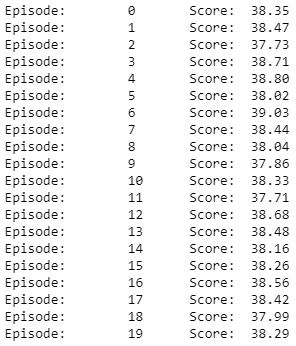 Episode: 0 Score: 38.35
Episode: 1 Score: 38.47
Episode: 2 Score: 37.73
Episode: 3 Score: 38.71
Episode: 4 Score: 38.80
Episode: 5 Score: 38.02
Episode: 6 Score: 39.03
Episode: 7 Score: 38.44
Episode: 8 Score: 38.04
Episode: 9 Score: 37.86
Episode: 10 Score: 38.33
Episode: 11 Score: 37.71
Episode: 12 Score: 38.68
Episode: 13 Score: 38.48
Episode: 14 Score: 38.16
Episode: 15 Score: 38.26
Episode: 16 Score: 38.56
Episode: 17 Score: 38.42
Episode: 18 Score: 37.99
Episode: 19 Score: 38.29